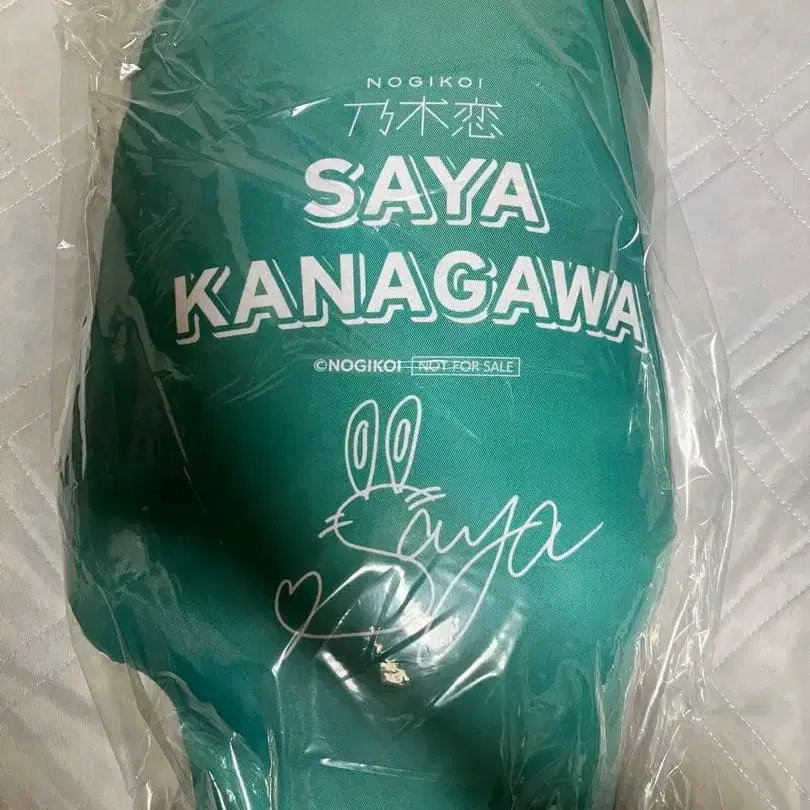 NOGIKOI
乃木恋
SAYA
KANAGAWA
©NOGIKOI NOT FOR SALE
Saya